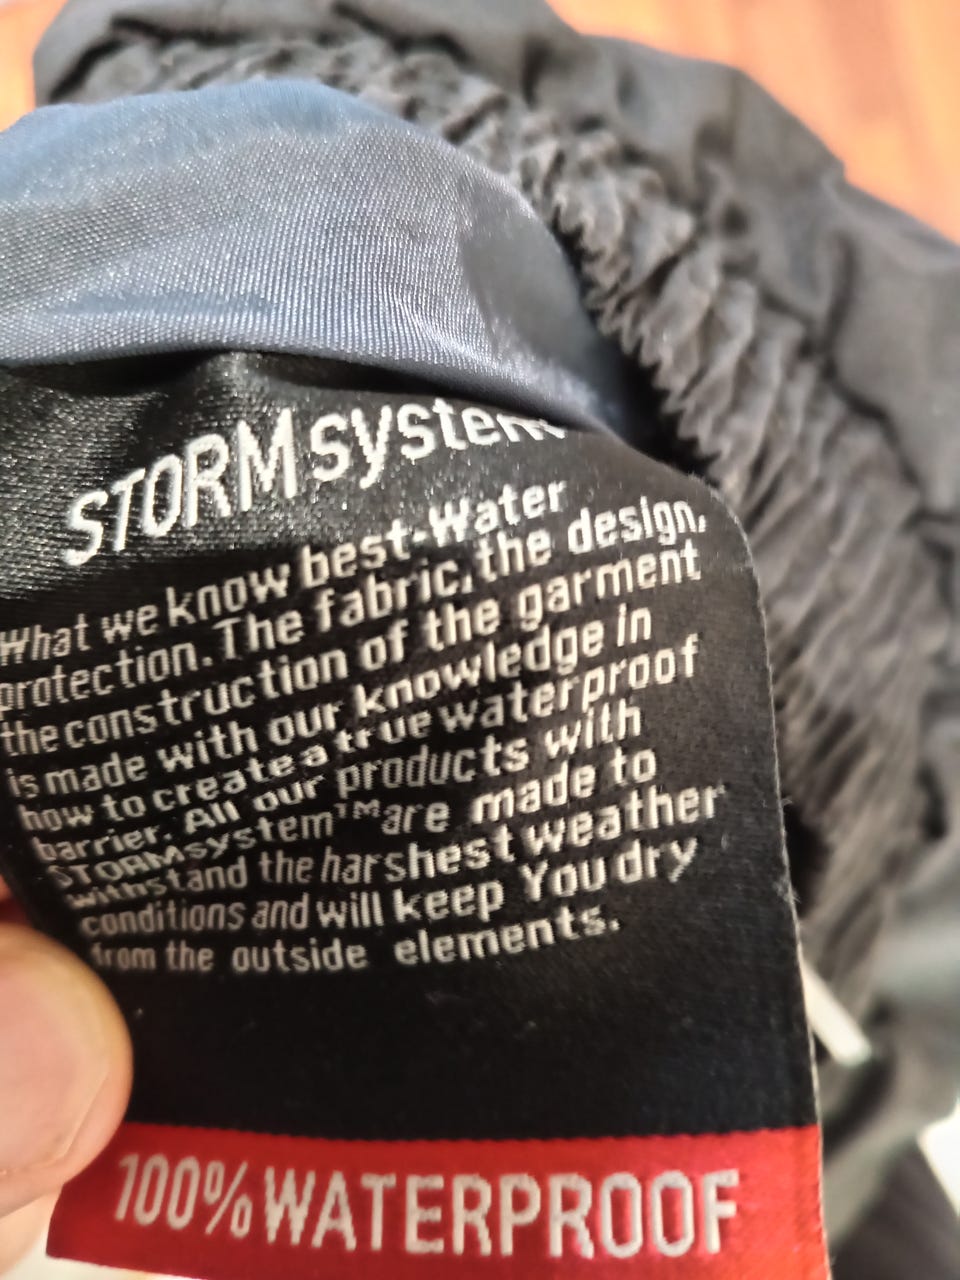 STORMsystem
What we know best-Water
protection. The fabric, the design,
the construction of the garment
is made with our knowledge in
how to create a true waterproof
barrier. All our products with
STORMsystem™ are made to
withstand the harshest weather
conditions and will keep You dry
from the outside elements.
100% WATERPROOF